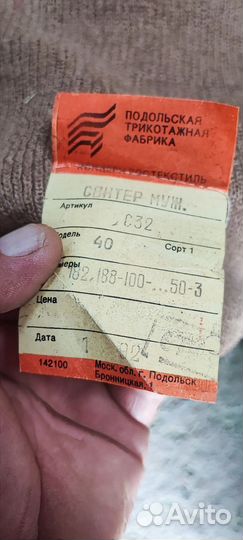 ПОДОЛЬСКАЯ
ТРИКОТАЖНАЯ
ФАБРИКА
СВИТЕР МУЖ.
Артикул
С32
40
Сорт 1
182,188-100-...50-3
Цена
Дата
142100
Моск. обл. г. Подольск
Бронницкая, 1
Avito